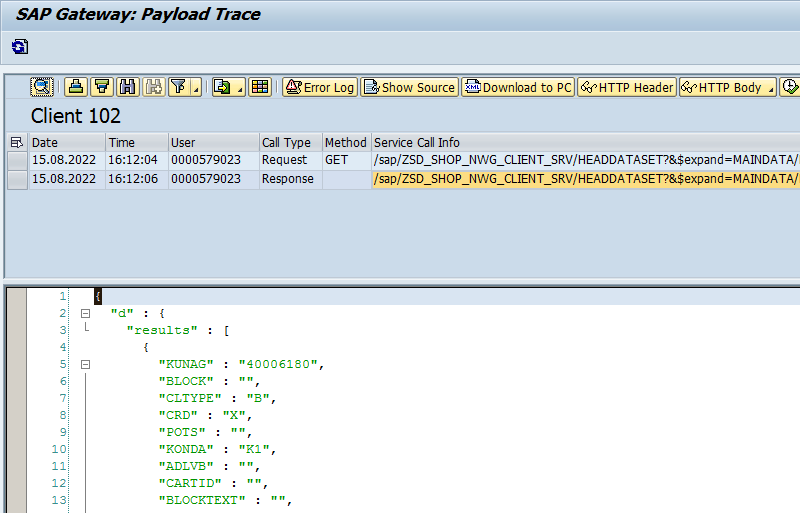 SAP Gateway: Payload Trace
Error Log Show Source Download to PC HTTP Header HTTP Body
Client 102
Date Time User Call Type Method Service Call Info
15.08.2022 16:12:04 0000579023 Request GET /sap/ZSD_SHOP_NWG_CLIENT_SRV/HEADDATASET?&$expand=MAINDATA/
15.08.2022 16:12:06 0000579023 Response /sap/ZSD_SHOP_NWG_CLIENT_SRV/HEADDATASET?&$expand=MAINDATA/
1 {
2 "d" : {
3 "results" : [
4 {
5 "KUNAG" : "40006180",
6 "BLOCK" : "",
7 "CLTYPE" : "B",
8 "CRD" : "X",
9 "POTS" : "",
10 "KONDA" : "K1",
11 "ADLVB" : "",
12 "CARTID" : "",
13 "BLOCKTEXT" : "",